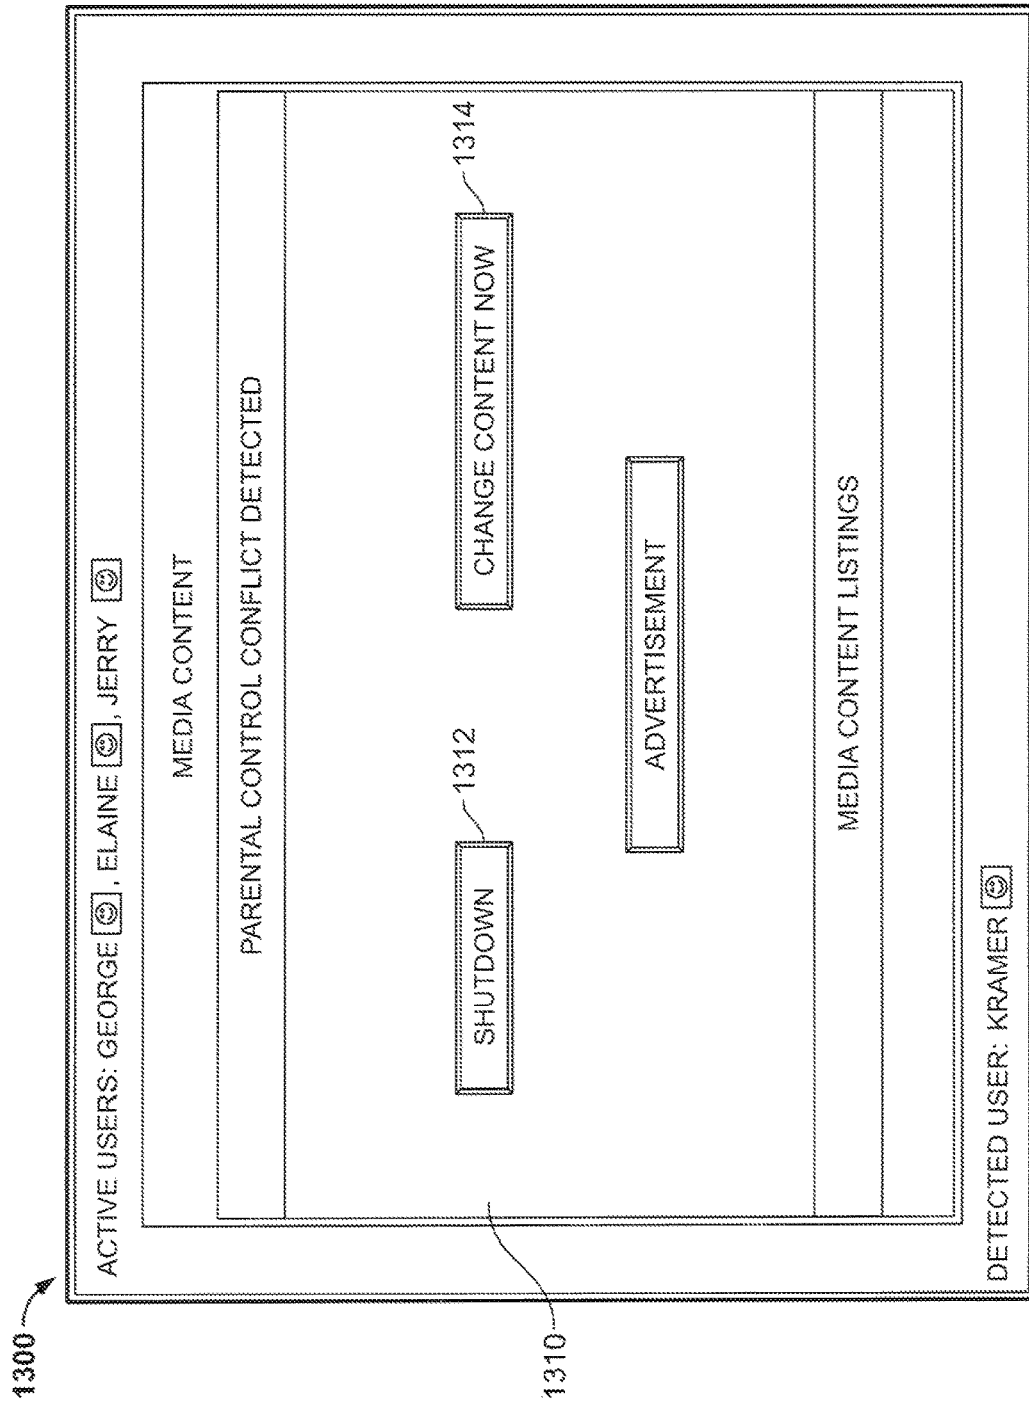 1300
ACTIVE USERS: GEORGE ☺, ELAINE ☺, JERRY ☺
MEDIA CONTENT
PARENTAL CONTROL CONFLICT DETECTED
1310
1312
1314
SHUTDOWN
CHANGE CONTENT NOW
ADVERTISEMENT
MEDIA CONTENT LISTINGS
DETECTED USER: KRAMER ☺